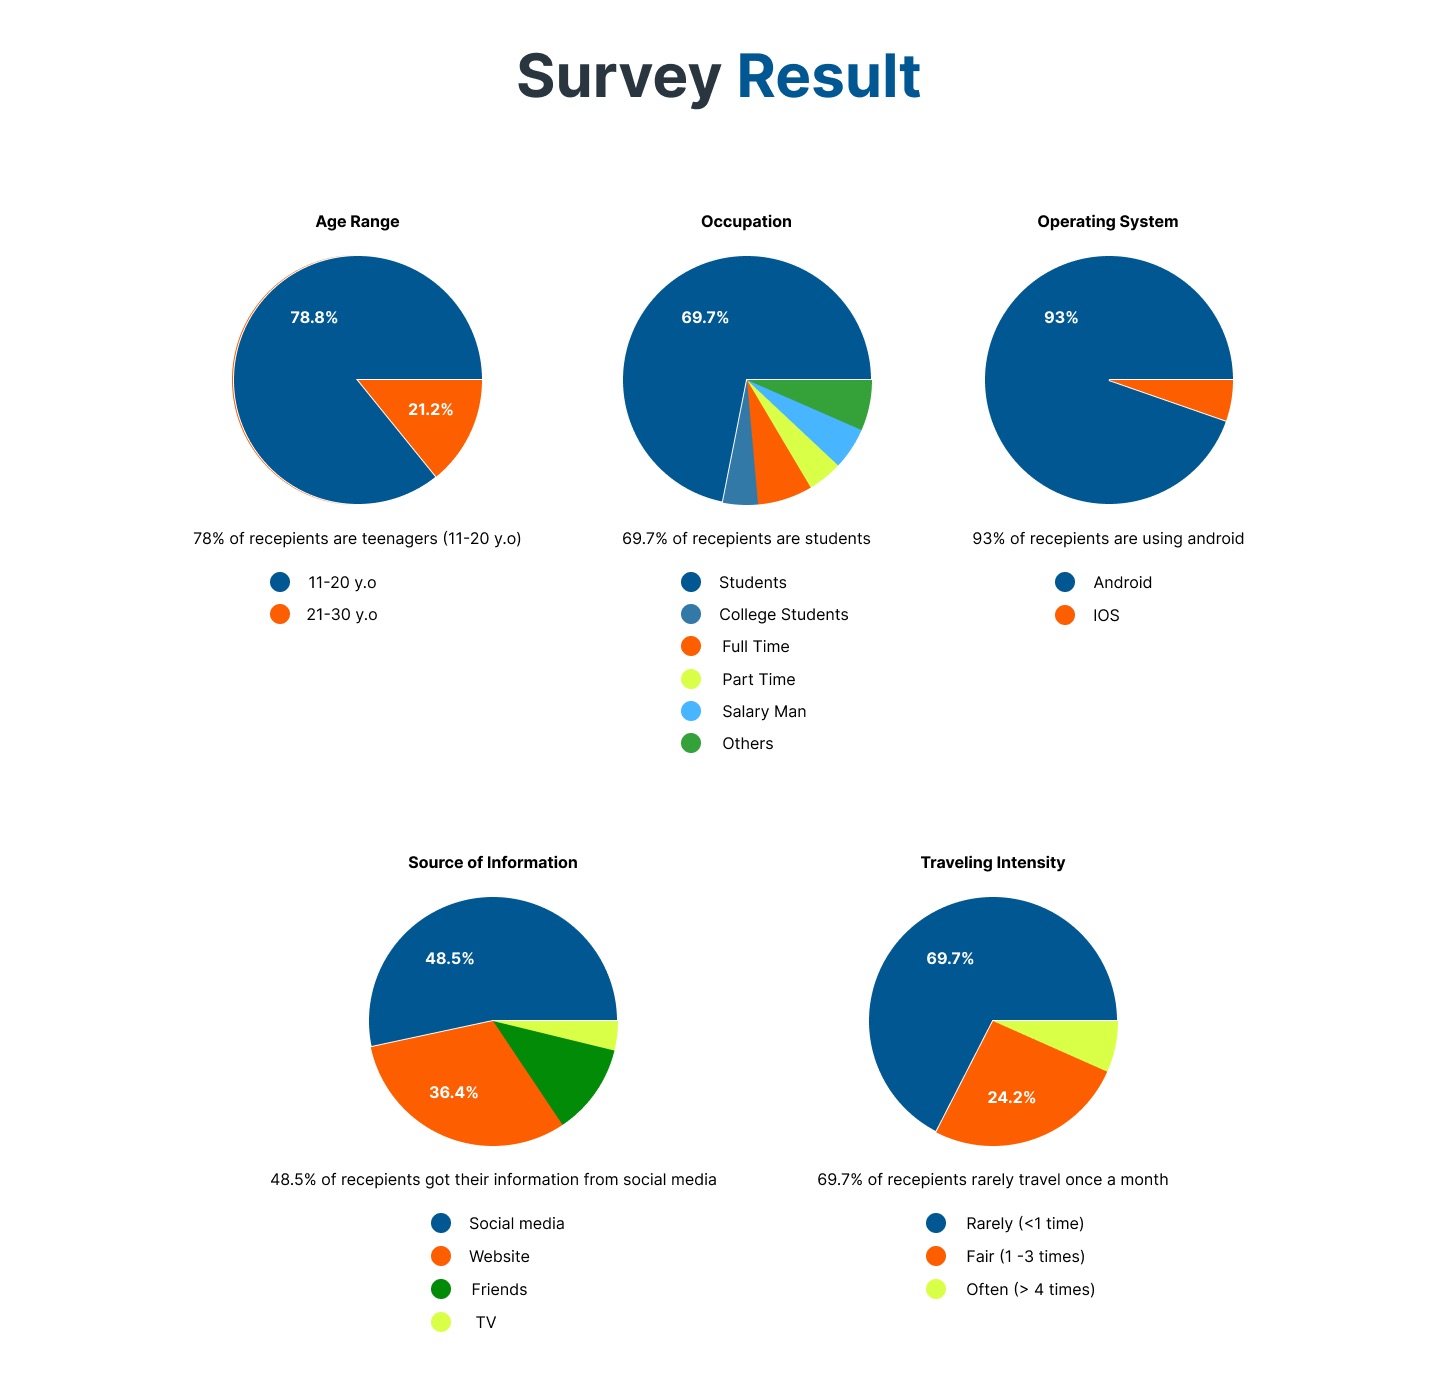 Survey Result
Age Range
78.8%
21.2%
78% of recepients are teenagers (11-20 y.o)
11-20 y.o
21-30 y.o
Occupation
69.7%
69.7% of recepients are students
Students
College Students
Full Time
Part Time
Salary Man
Others
Operating System
93%
93% of recepients are using android
Android
IOS
Source of Information
48.5%
36.4%
48.5% of recepients got their information from social media
Social media
Website
Friends
TV
Traveling Intensity
69.7%
24.2%
69.7% of recepients rarely travel once a month
Rarely (<1 time)
Fair (1 -3 times)
Often (> 4 times)